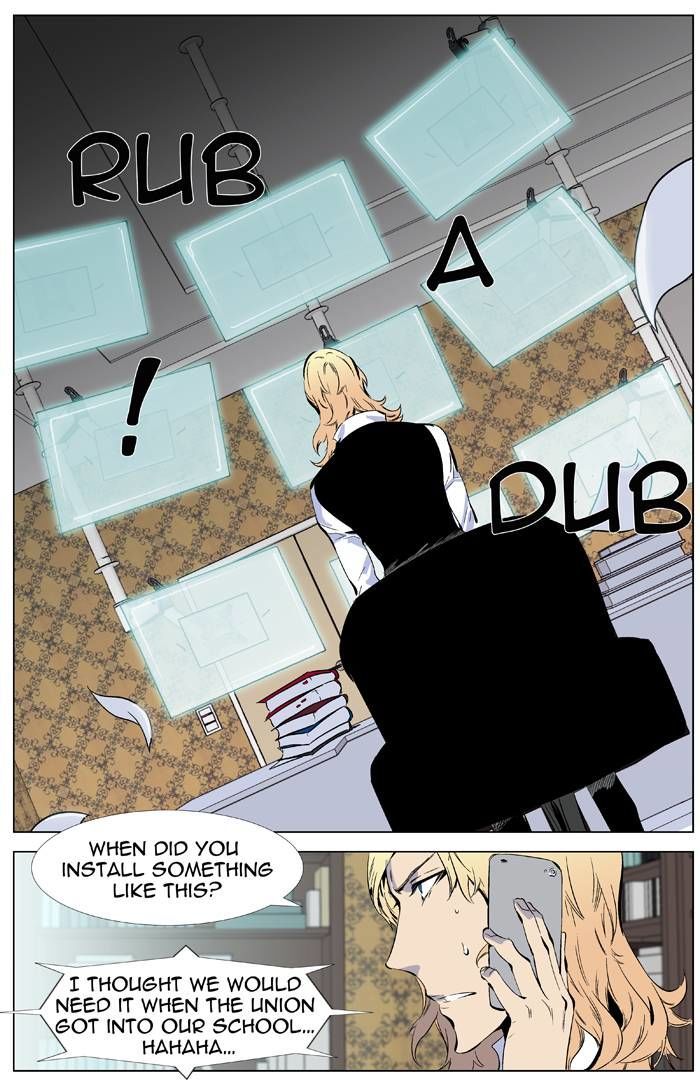 RUB
A
DUB
!
WHEN DID YOU
INSTALL SOMETHING
LIKE THIS?
I THOUGHT WE WOULD
NEED IT WHEN THE UNION
GOT INTO OUR SCHOOL...
HAHAHA...